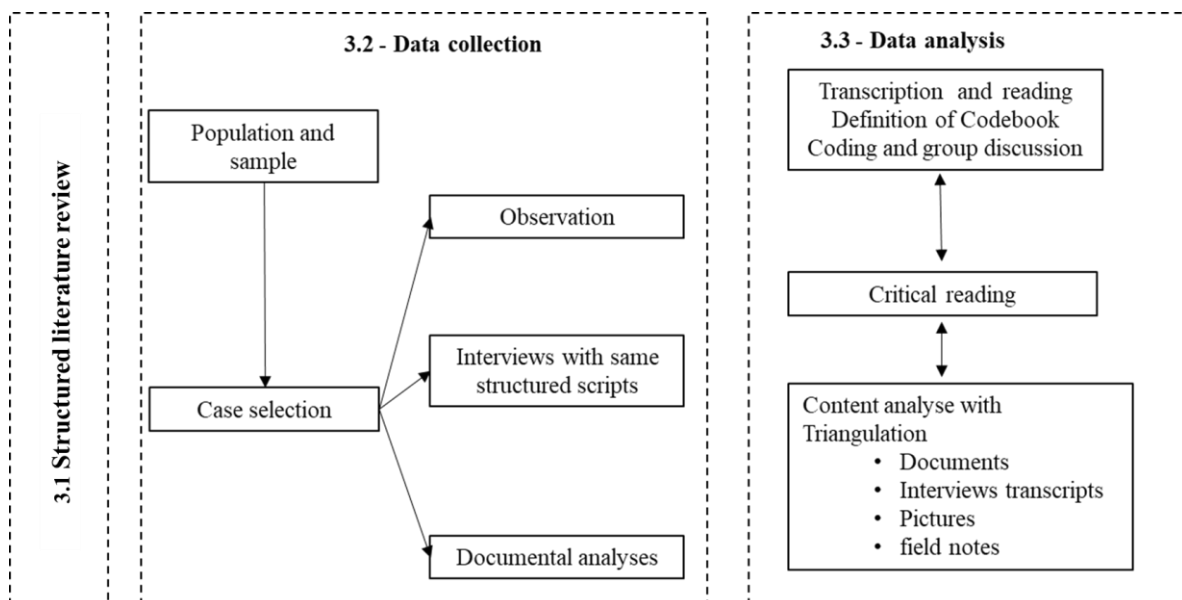 3.1 Structured literature review
3.2 - Data collection
Population and
sample
Case selection
Observation
Interviews with same
structured scripts
Documental analyses
3.3 - Data analysis
Transcription and reading
Definition of Codebook
Coding and group discussion
Critical reading
Content analyse with
Triangulation
• Documents
• Interviews transcripts
• Pictures
• field notes